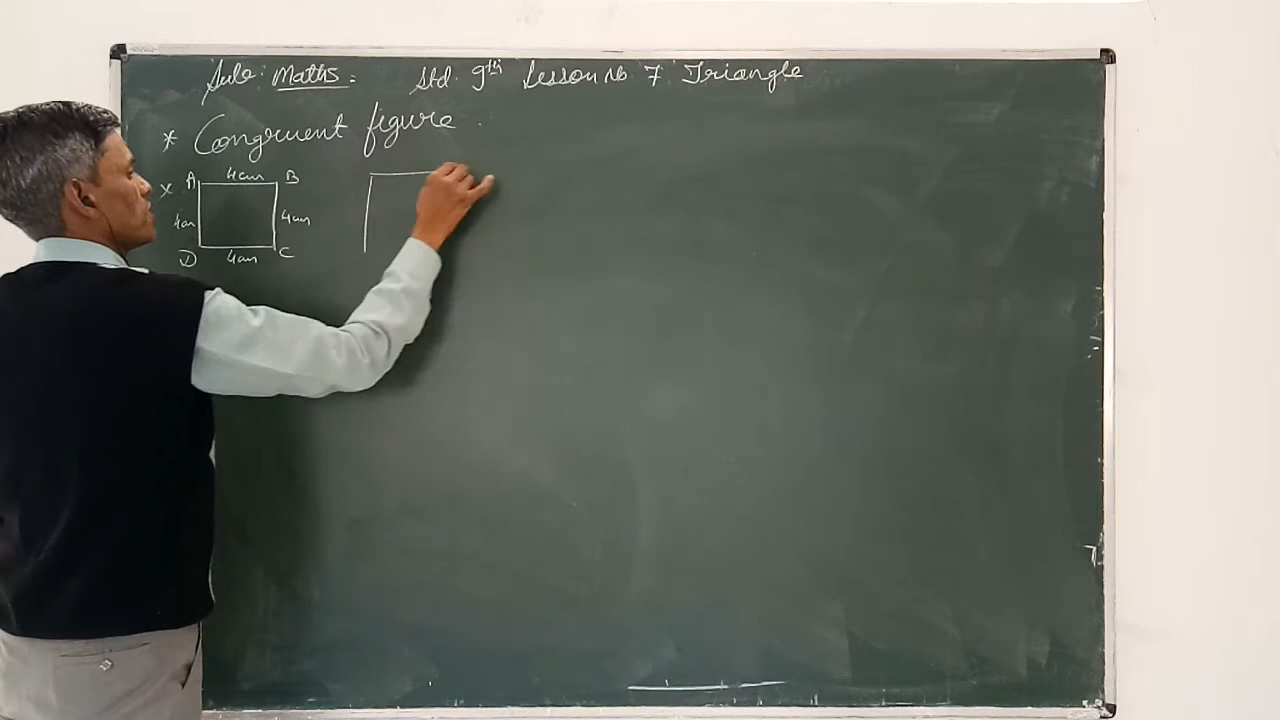 Sub: Maths: Std. 9th Lesson No. 7 Triangle
* Congruent figure.
x A 4cm B
4cm 4cm
D 4cm C